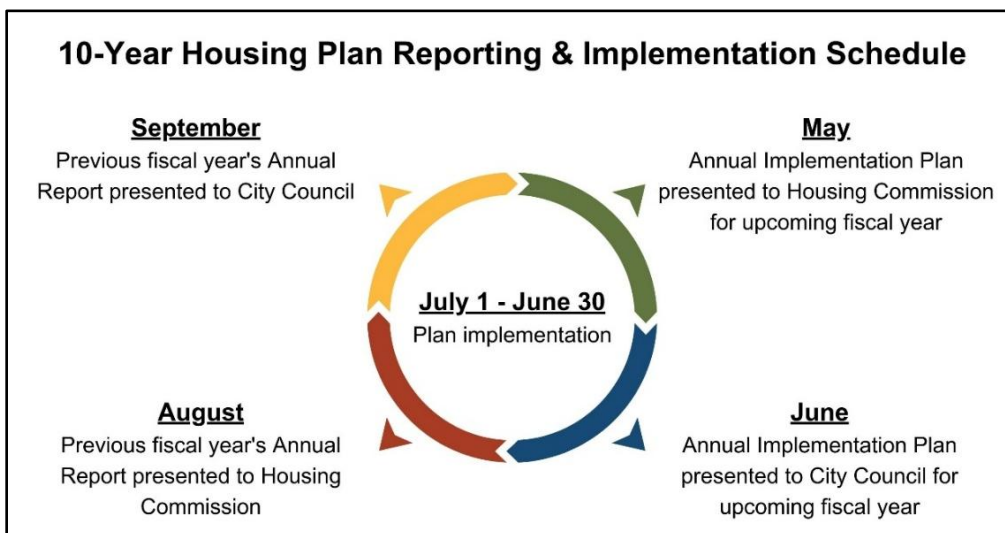 10-Year Housing Plan Reporting & Implementation Schedule
September
Previous fiscal year's Annual
Report presented to City Council
May
Annual Implementation Plan
presented to Housing Commission
for upcoming fiscal year
July 1 - June 30
Plan implementation
August
Previous fiscal year's Annual
Report presented to Housing
Commission
June
Annual Implementation Plan
presented to City Council for
upcoming fiscal year